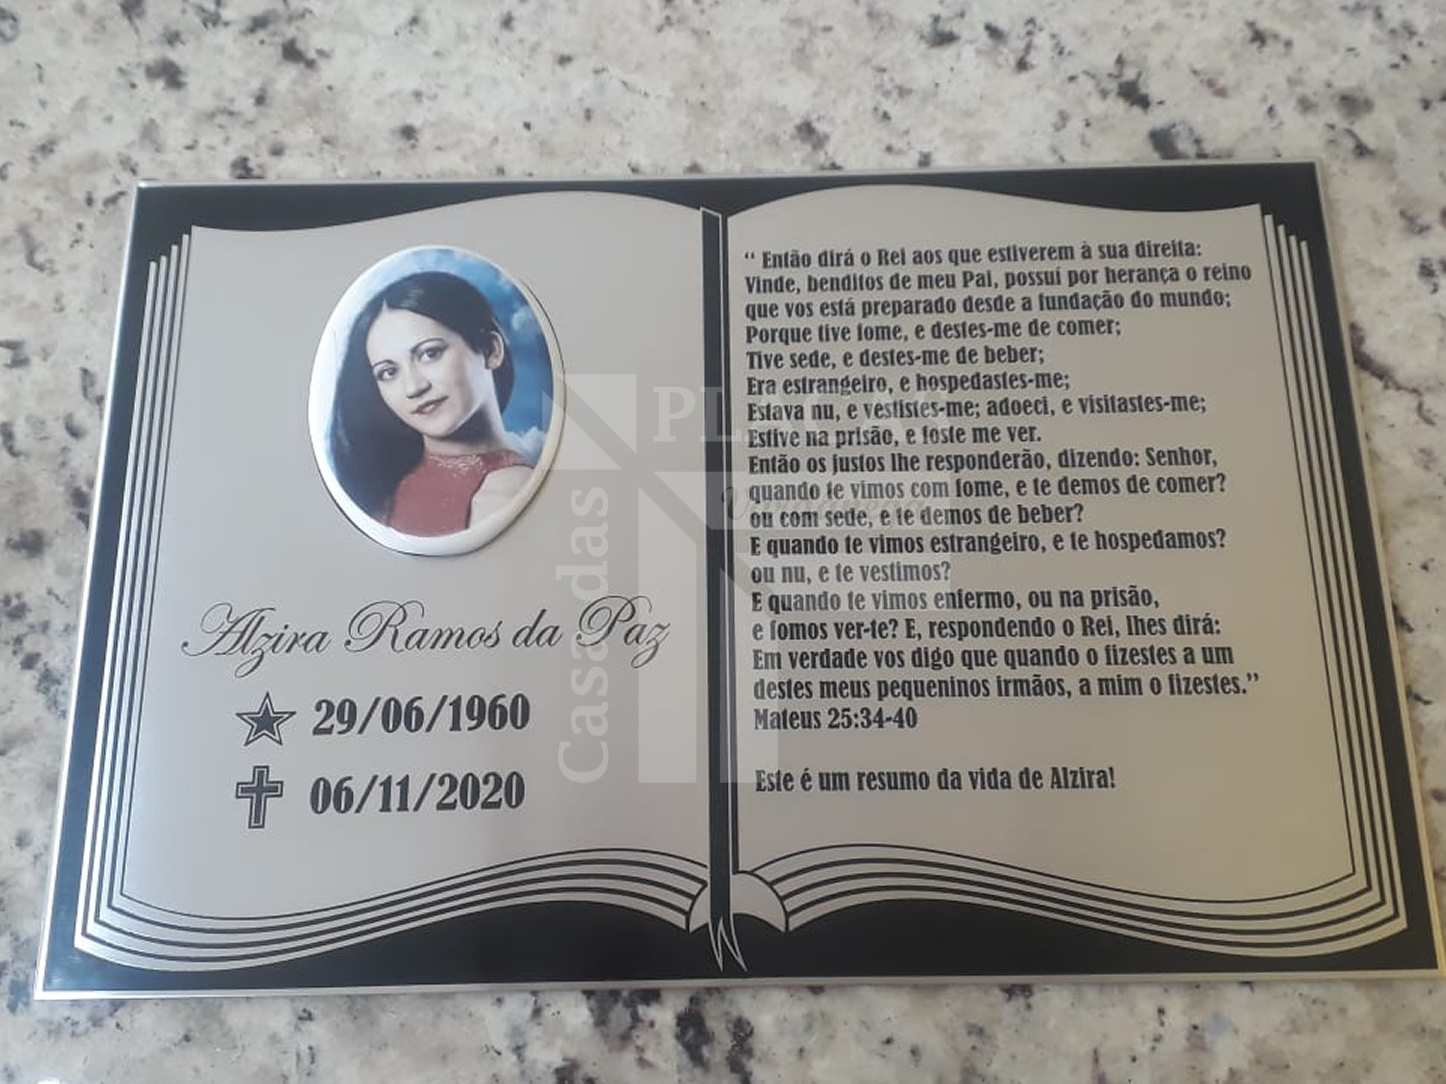 Alzira Ramos da Paz
29/06/1960
06/11/2020
“ Então dirá o Rei aos que estiverem à sua direita:
Vinde, benditos de meu Pai, possuí por herança o reino
que vos está preparado desde a fundação do mundo;
Porque tive fome, e destes-me de comer;
Tive sede, e destes-me de beber;
Era estrangeiro, e hospedastes-me;
Estava nu, e vestistes-me; adoeci, e visitastes-me;
Estive na prisão, e foste me ver.
Então os justos lhe responderão, dizendo: Senhor,
quando te vimos com fome, e te demos de comer?
ou com sede, e te demos de beber?
E quando te vimos estrangeiro, e te hospedamos?
ou nu, e te vestimos?
E quando te vimos enfermo, ou na prisão,
e fomos ver-te? E, respondendo o Rei, lhes dirá:
Em verdade vos digo que quando o fizestes a um
destes meus pequeninos irmãos, a mim o fizestes.”
Mateus 25:34-40
Este é um resumo da vida de Alzira!
Casa das